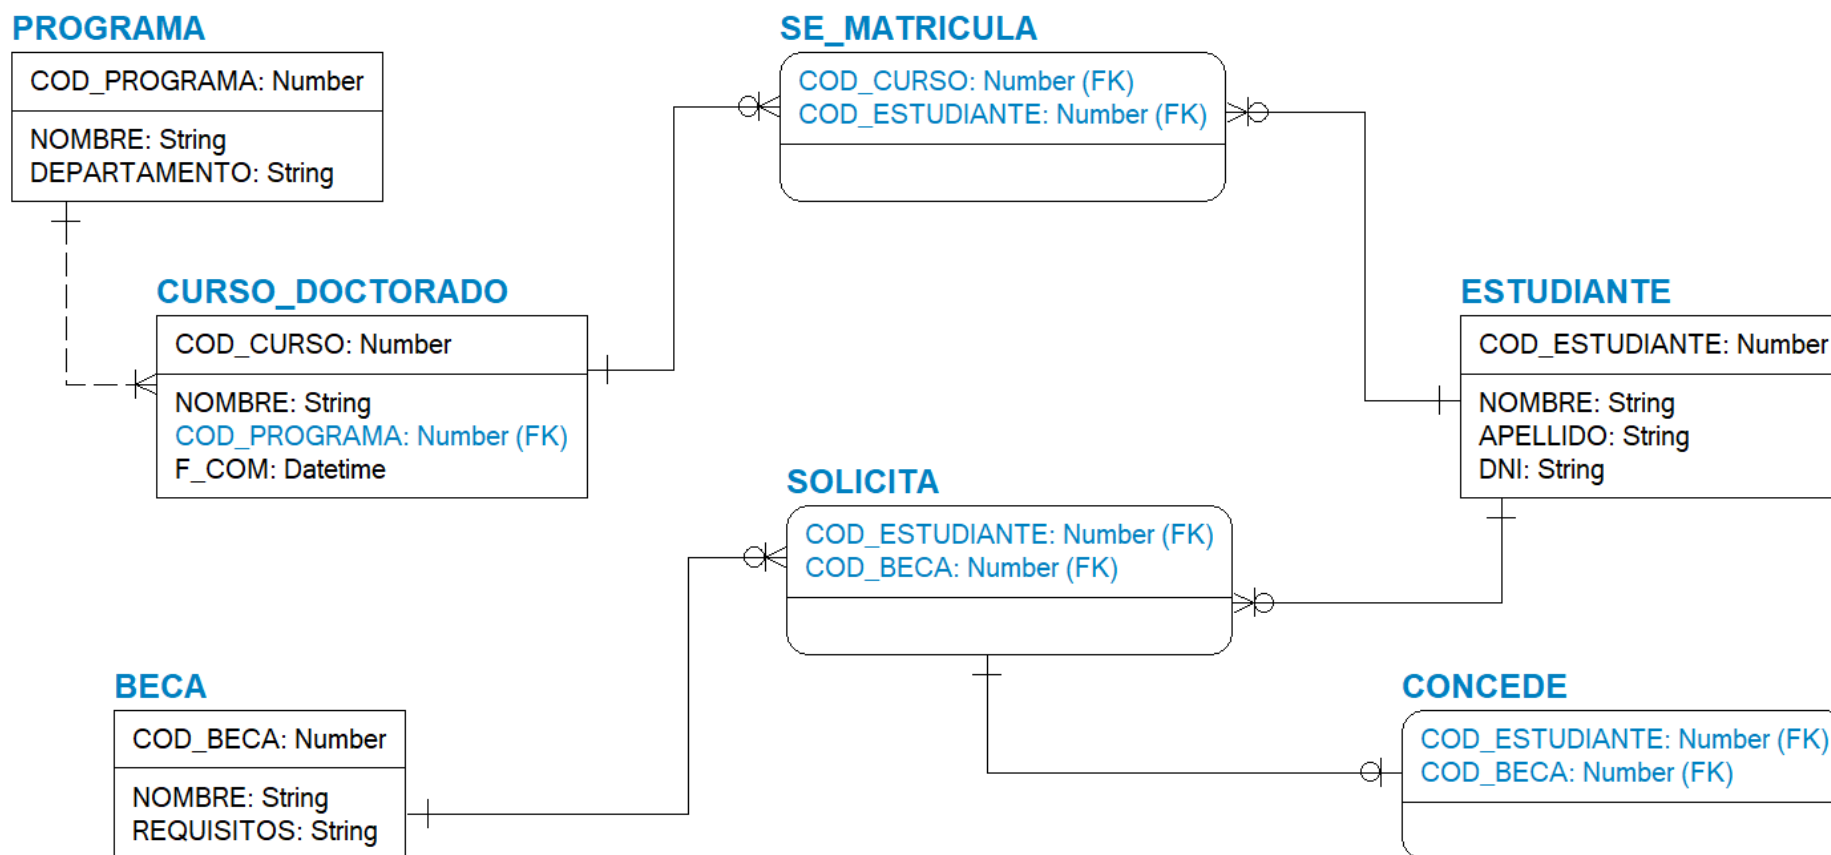 PROGRAMA
COD_PROGRAMA: Number
NOMBRE: String
DEPARTAMENTO: String
SE_MATRICULA
COD_CURSO: Number (FK)
COD_ESTUDIANTE: Number (FK)
CURSO_DOCTORADO
COD_CURSO: Number
NOMBRE: String
COD_PROGRAMA: Number (FK)
F_COM: Datetime
ESTUDIANTE
COD_ESTUDIANTE: Number
NOMBRE: String
APELLIDO: String
DNI: String
SOLICITA
COD_ESTUDIANTE: Number (FK)
COD_BECA: Number (FK)
BECA
COD_BECA: Number
NOMBRE: String
REQUISITOS: String
CONCEDE
COD_ESTUDIANTE: Number (FK)
COD_BECA: Number (FK)